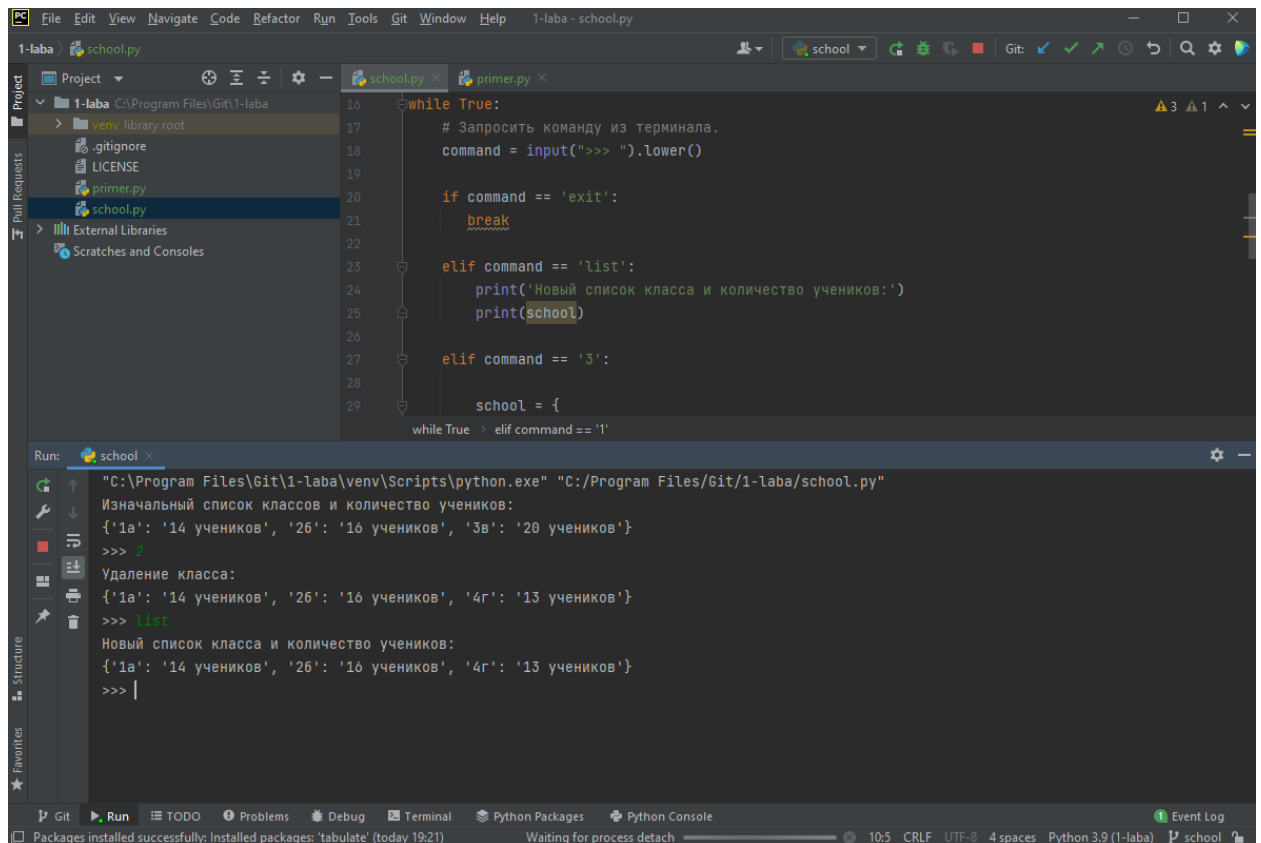 PC File Edit View Navigate Code Refactor Run Tools Git Window Help 1-laba - school.py
1-laba school.py school Git:
Project
Project
Pull Requests
Structure
Favorites
1-laba C:\Program Files\Git\1-laba
venv library root
.gitignore
LICENSE
primer.py
school.py
External Libraries
Scratches and Consoles
school.py primer.py
3 1
16 while True:
17 # Запросить команду из терминала.
18 command = input(">>> ").lower()
19
20 if command == 'exit':
21 break
22
23 elif command == 'list':
24 print('Новый список класса и количество учеников:')
25 print(school)
26
27 elif command == '3':
28
29 school = {
while True elif command == '1'
Run: school
"C:\Program Files\Git\1-laba\venv\Scripts\python.exe" "C:/Program Files/Git/1-laba/school.py"
Изначальный список классов и количество учеников:
{'1а': '14 учеников', '2б': '16 учеников', '3в': '20 учеников'}
>>> 2
Удаление класса:
{'1а': '14 учеников', '2б': '16 учеников', '4г': '13 учеников'}
>>> list
Новый список класса и количество учеников:
{'1а': '14 учеников', '2б': '16 учеников', '4г': '13 учеников'}
>>>
Git Run TODO Problems Debug Terminal Python Packages Python Console 1 Event Log
Packages installed successfully: Installed packages: 'tabulate' (today 19:21) Waiting for process detach 10:5 CRLF UTF-8 4 spaces Python 3.9 (1-laba) school